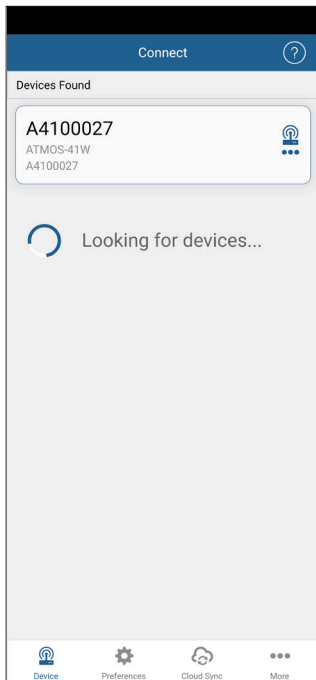 Connect
?
Devices Found
A4100027
ATMOS-41W
A4100027
Looking for devices...
Device
Preferences
Cloud Sync
More